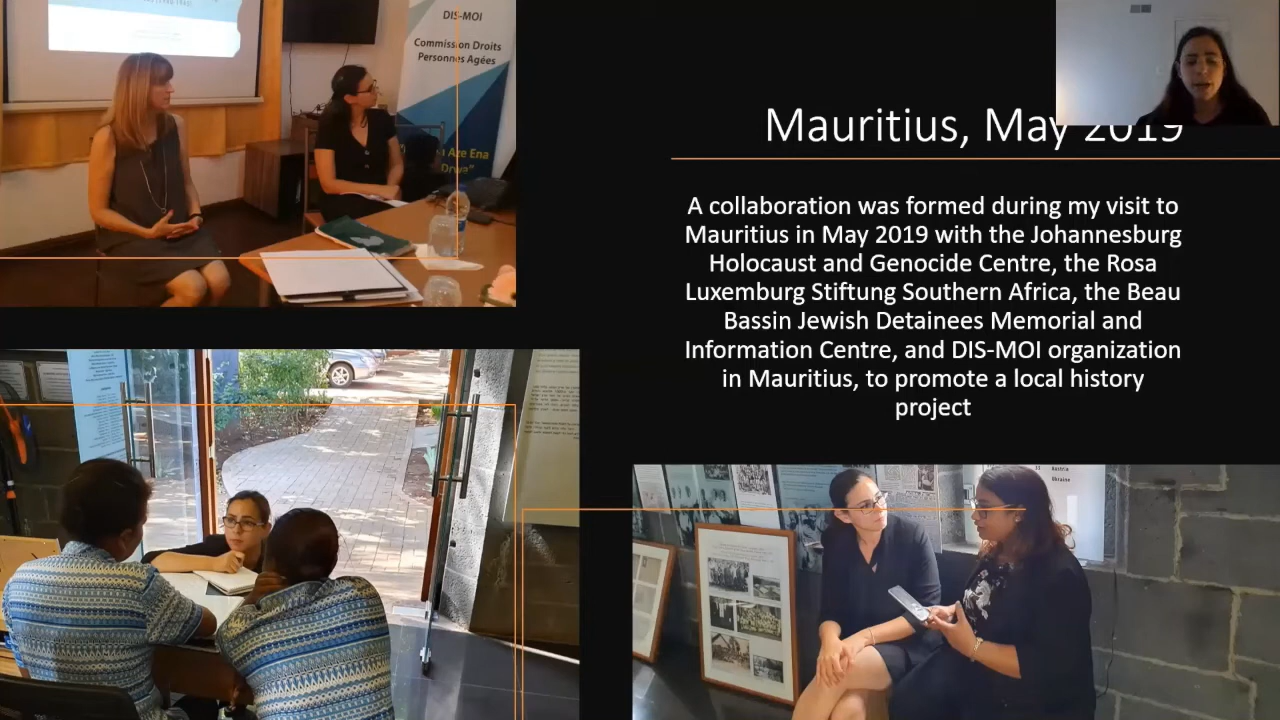 DIS-MOI
Commission Droits
Personnes Agées
Aze Ena
Mauritius, May 2019
A collaboration was formed during my visit to
Mauritius in May 2019 with the Johannesburg
Holocaust and Genocide Centre, the Rosa
Luxemburg Stiftung Southern Africa, the Beau
Bassin Jewish Detainees Memorial and
Information Centre, and DIS-MOI organization
in Mauritius, to promote a local history
project
Austria
Ukraine